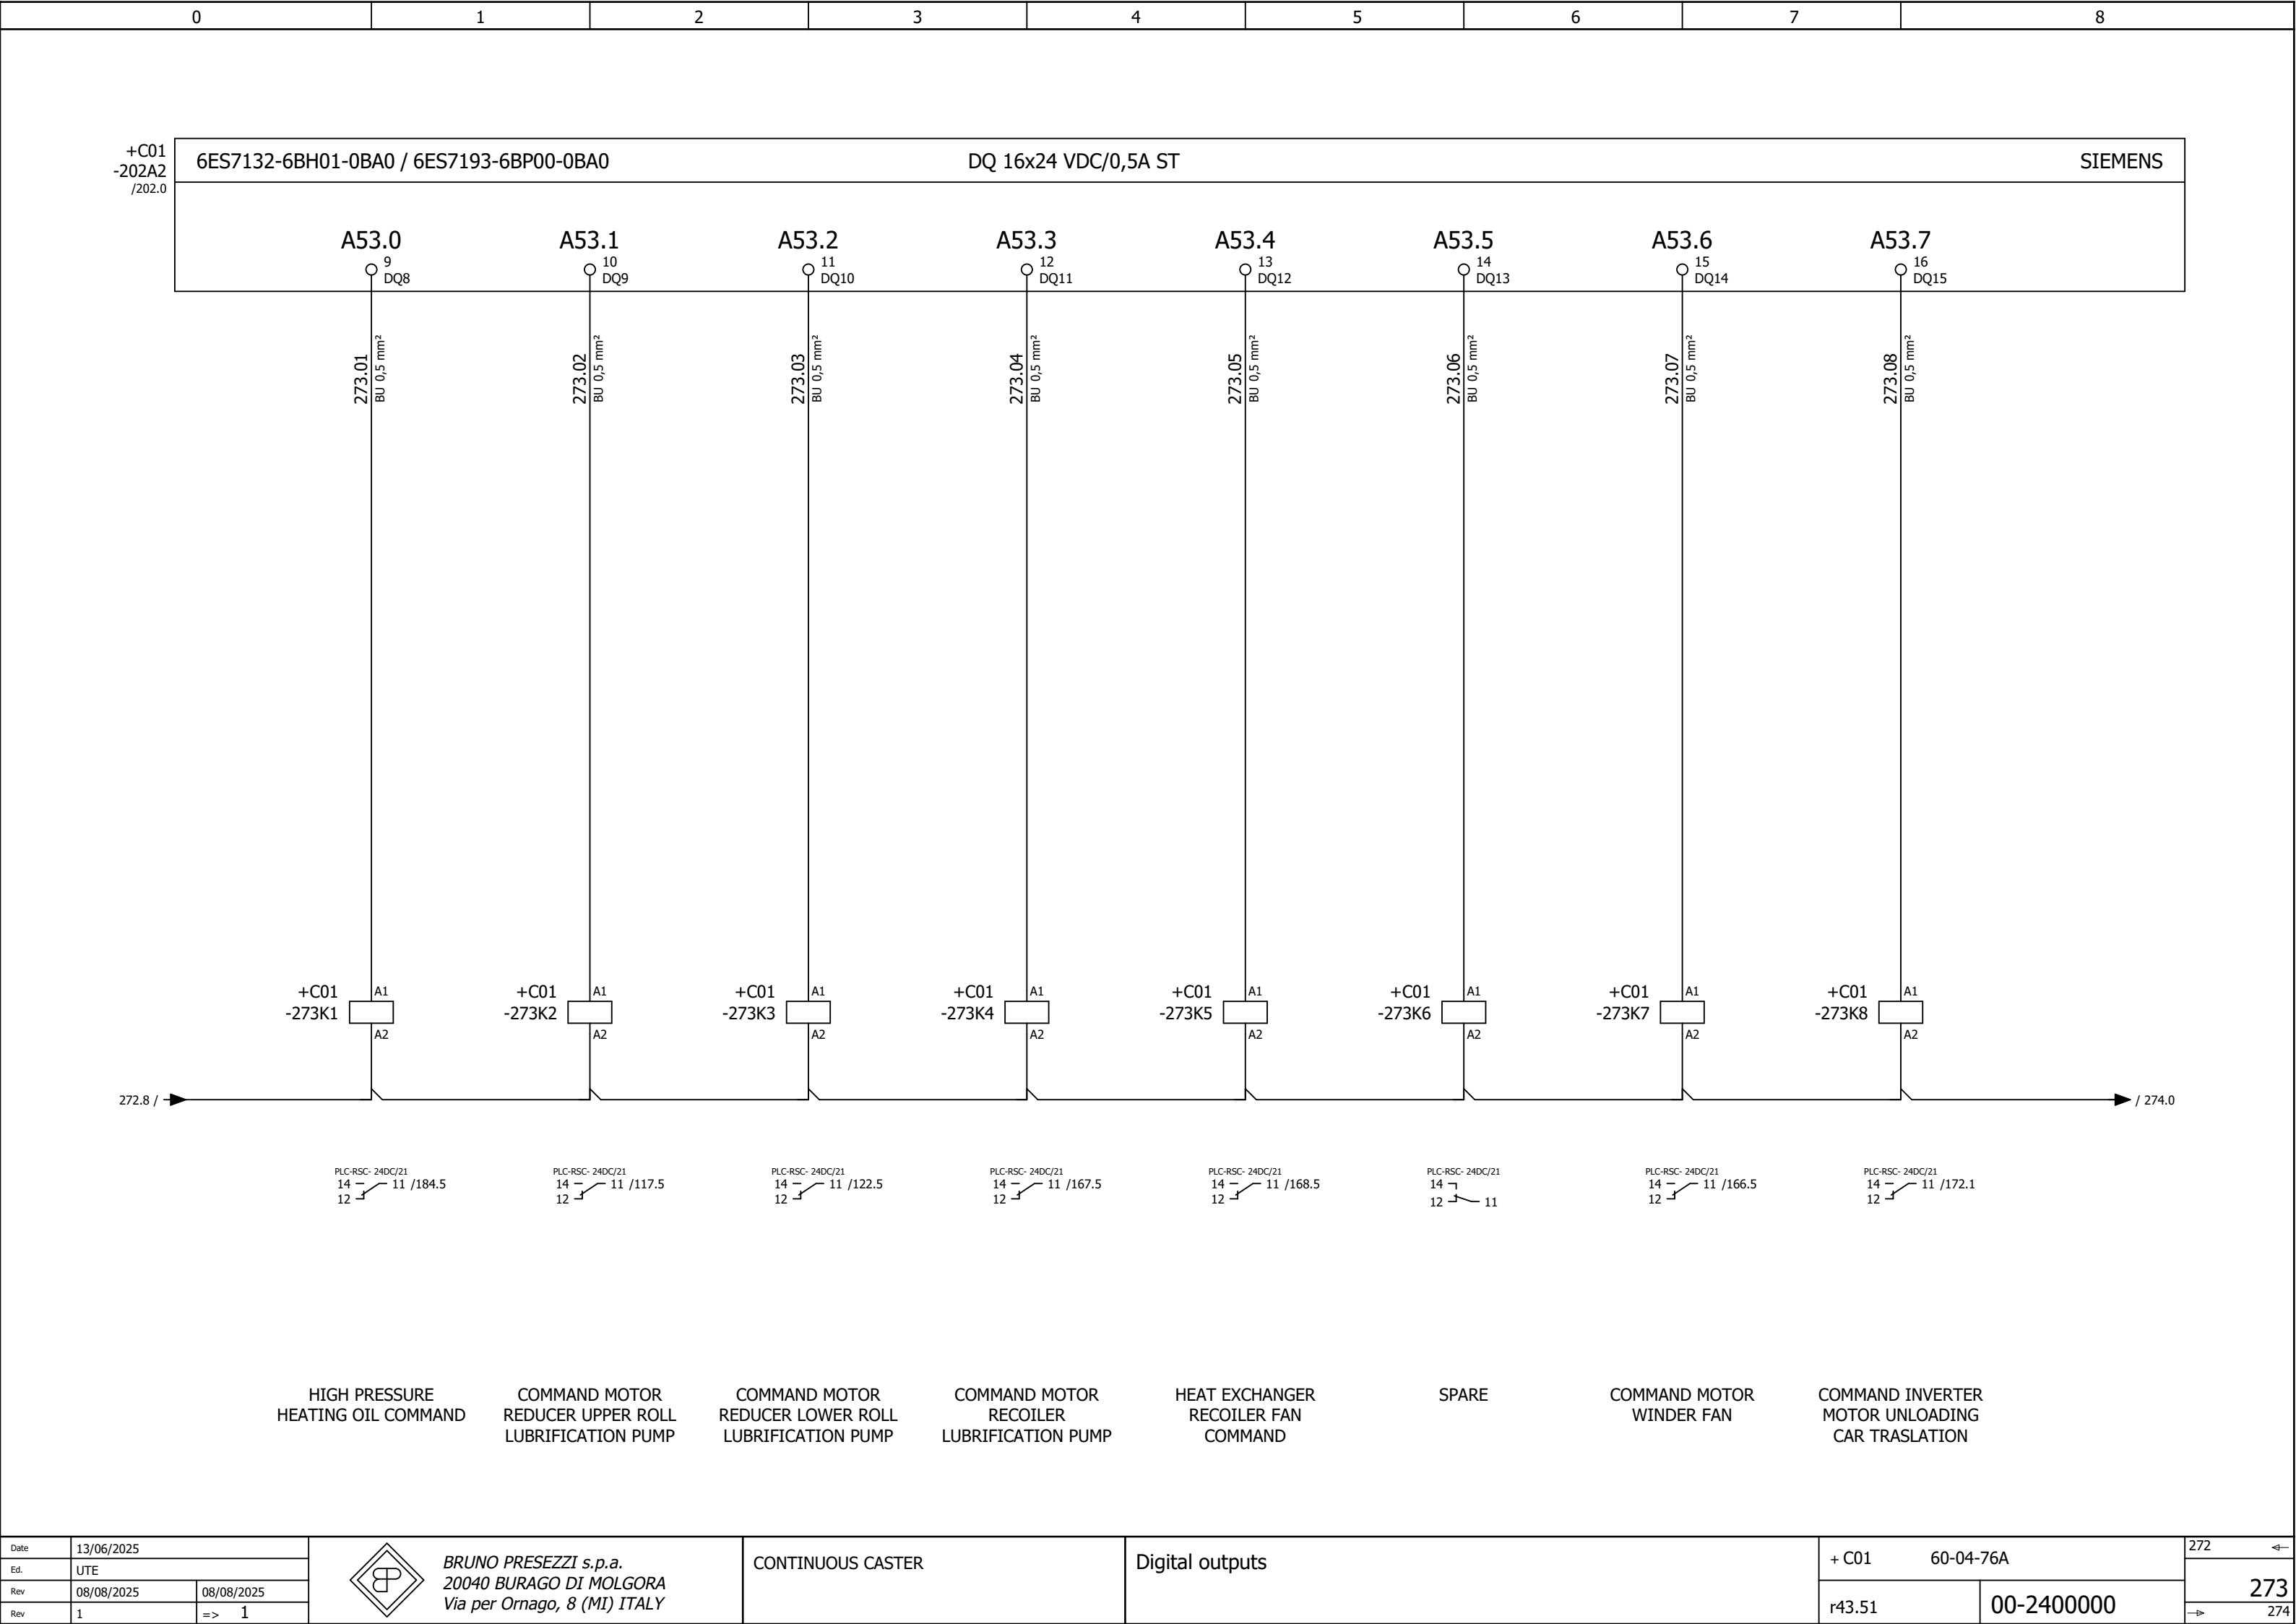 0 1 2 3 4 5 6 7 8
+C01
-202A2
/202.0
6ES7132-6BH01-0BA0 / 6ES7193-6BP00-0BA0 DQ 16x24 VDC/0,5A ST SIEMENS
A53.0 A53.1 A53.2 A53.3 A53.4 A53.5 A53.6 A53.7
9 10 11 12 13 14 15 16
DQ8 DQ9 DQ10 DQ11 DQ12 DQ13 DQ14 DQ15
273.01 273.02 273.03 273.04 273.05 273.06 273.07 273.08
BU 0,5 mm² BU 0,5 mm² BU 0,5 mm² BU 0,5 mm² BU 0,5 mm² BU 0,5 mm² BU 0,5 mm² BU 0,5 mm²
+C01 A1 +C01 A1 +C01 A1 +C01 A1 +C01 A1 +C01 A1 +C01 A1 +C01 A1
-273K1 -273K2 -273K3 -273K4 -273K5 -273K6 -273K7 -273K8
A2 A2 A2 A2 A2 A2 A2 A2
272.8 / / 274.0
PLC-RSC- 24DC/21 PLC-RSC- 24DC/21 PLC-RSC- 24DC/21 PLC-RSC- 24DC/21 PLC-RSC- 24DC/21 PLC-RSC- 24DC/21 PLC-RSC- 24DC/21 PLC-RSC- 24DC/21
14 11 /184.5 14 11 /117.5 14 11 /122.5 14 11 /167.5 14 11 /168.5 14 14 11 /166.5 14 11 /172.1
12 12 12 12 12 12 11 12 12
HIGH PRESSURE
HEATING OIL COMMAND
COMMAND MOTOR
REDUCER UPPER ROLL
LUBRIFICATION PUMP
COMMAND MOTOR
REDUCER LOWER ROLL
LUBRIFICATION PUMP
COMMAND MOTOR
RECOILER
LUBRIFICATION PUMP
HEAT EXCHANGER
RECOILER FAN
COMMAND
SPARE
COMMAND MOTOR
WINDER FAN
COMMAND INVERTER
MOTOR UNLOADING
CAR TRASLATION
Date 13/06/2025
Ed. UTE
Rev 08/08/2025 08/08/2025
Rev 1 => 1
BP
BRUNO PRESEZZI s.p.a.
20040 BURAGO DI MOLGORA
Via per Ornago, 8 (MI) ITALY
CONTINUOUS CASTER
Digital outputs
+ C01 60-04-76A
r43.51 00-2400000
272
273
274